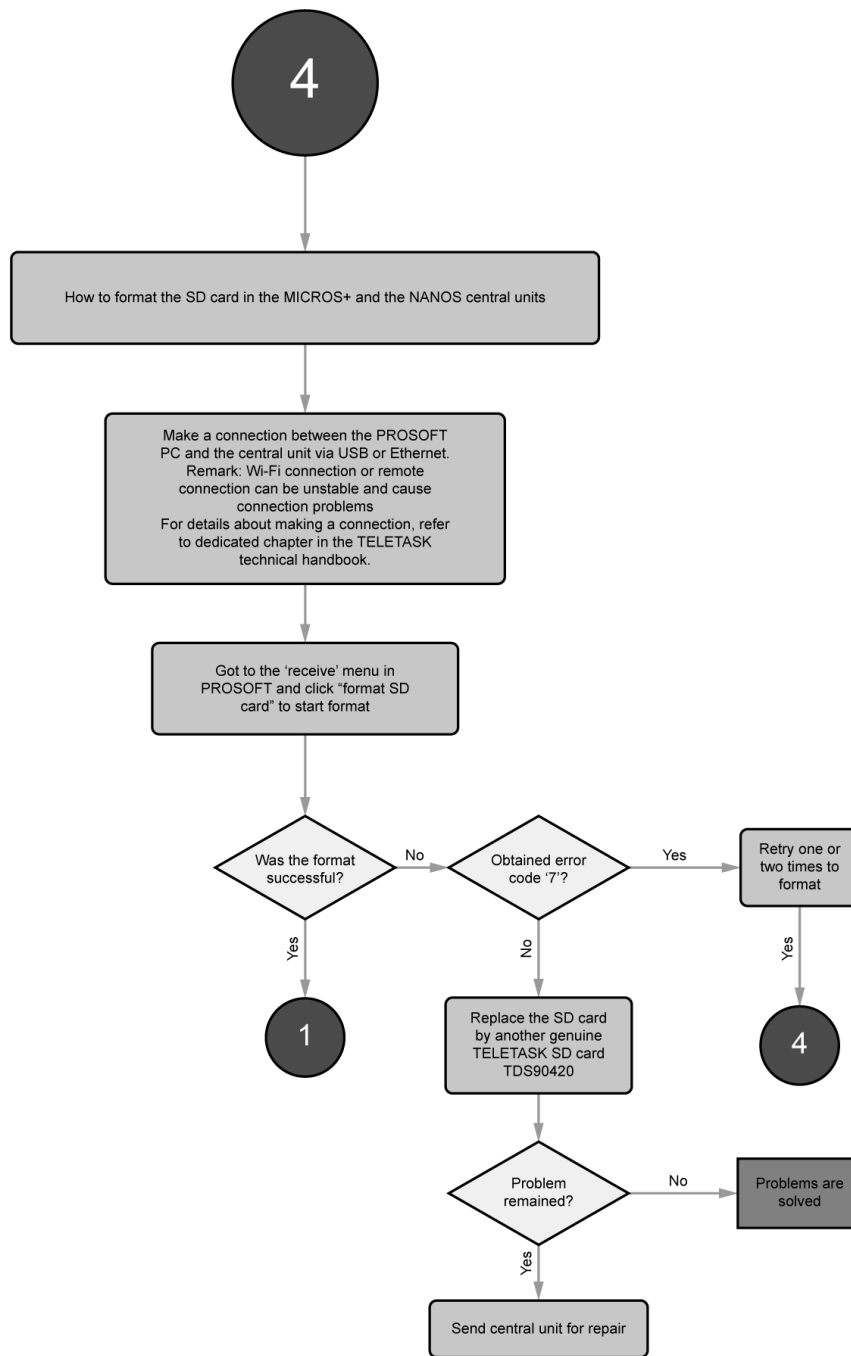 4
How to format the SD card in the MICROS+ and the NANOS central units
Make a connection between the PROSOFT
PC and the central unit via USB or Ethernet.
Remark: Wi-Fi connection or remote
connection can be unstable and cause
connection problems
For details about making a connection, refer
to dedicated chapter in the TELETASK
technical handbook.
Got to the ‘receive’ menu in
PROSOFT and click “format SD
card” to start format
Was the format
successful?
No
Obtained error
code ‘7’?
Yes
Retry one or
two times to
format
Yes
No
Yes
1
Replace the SD card
by another genuine
TELETASK SD card
TDS90420
4
Problem
remained?
No
Problems are
solved
Yes
Send central unit for repair